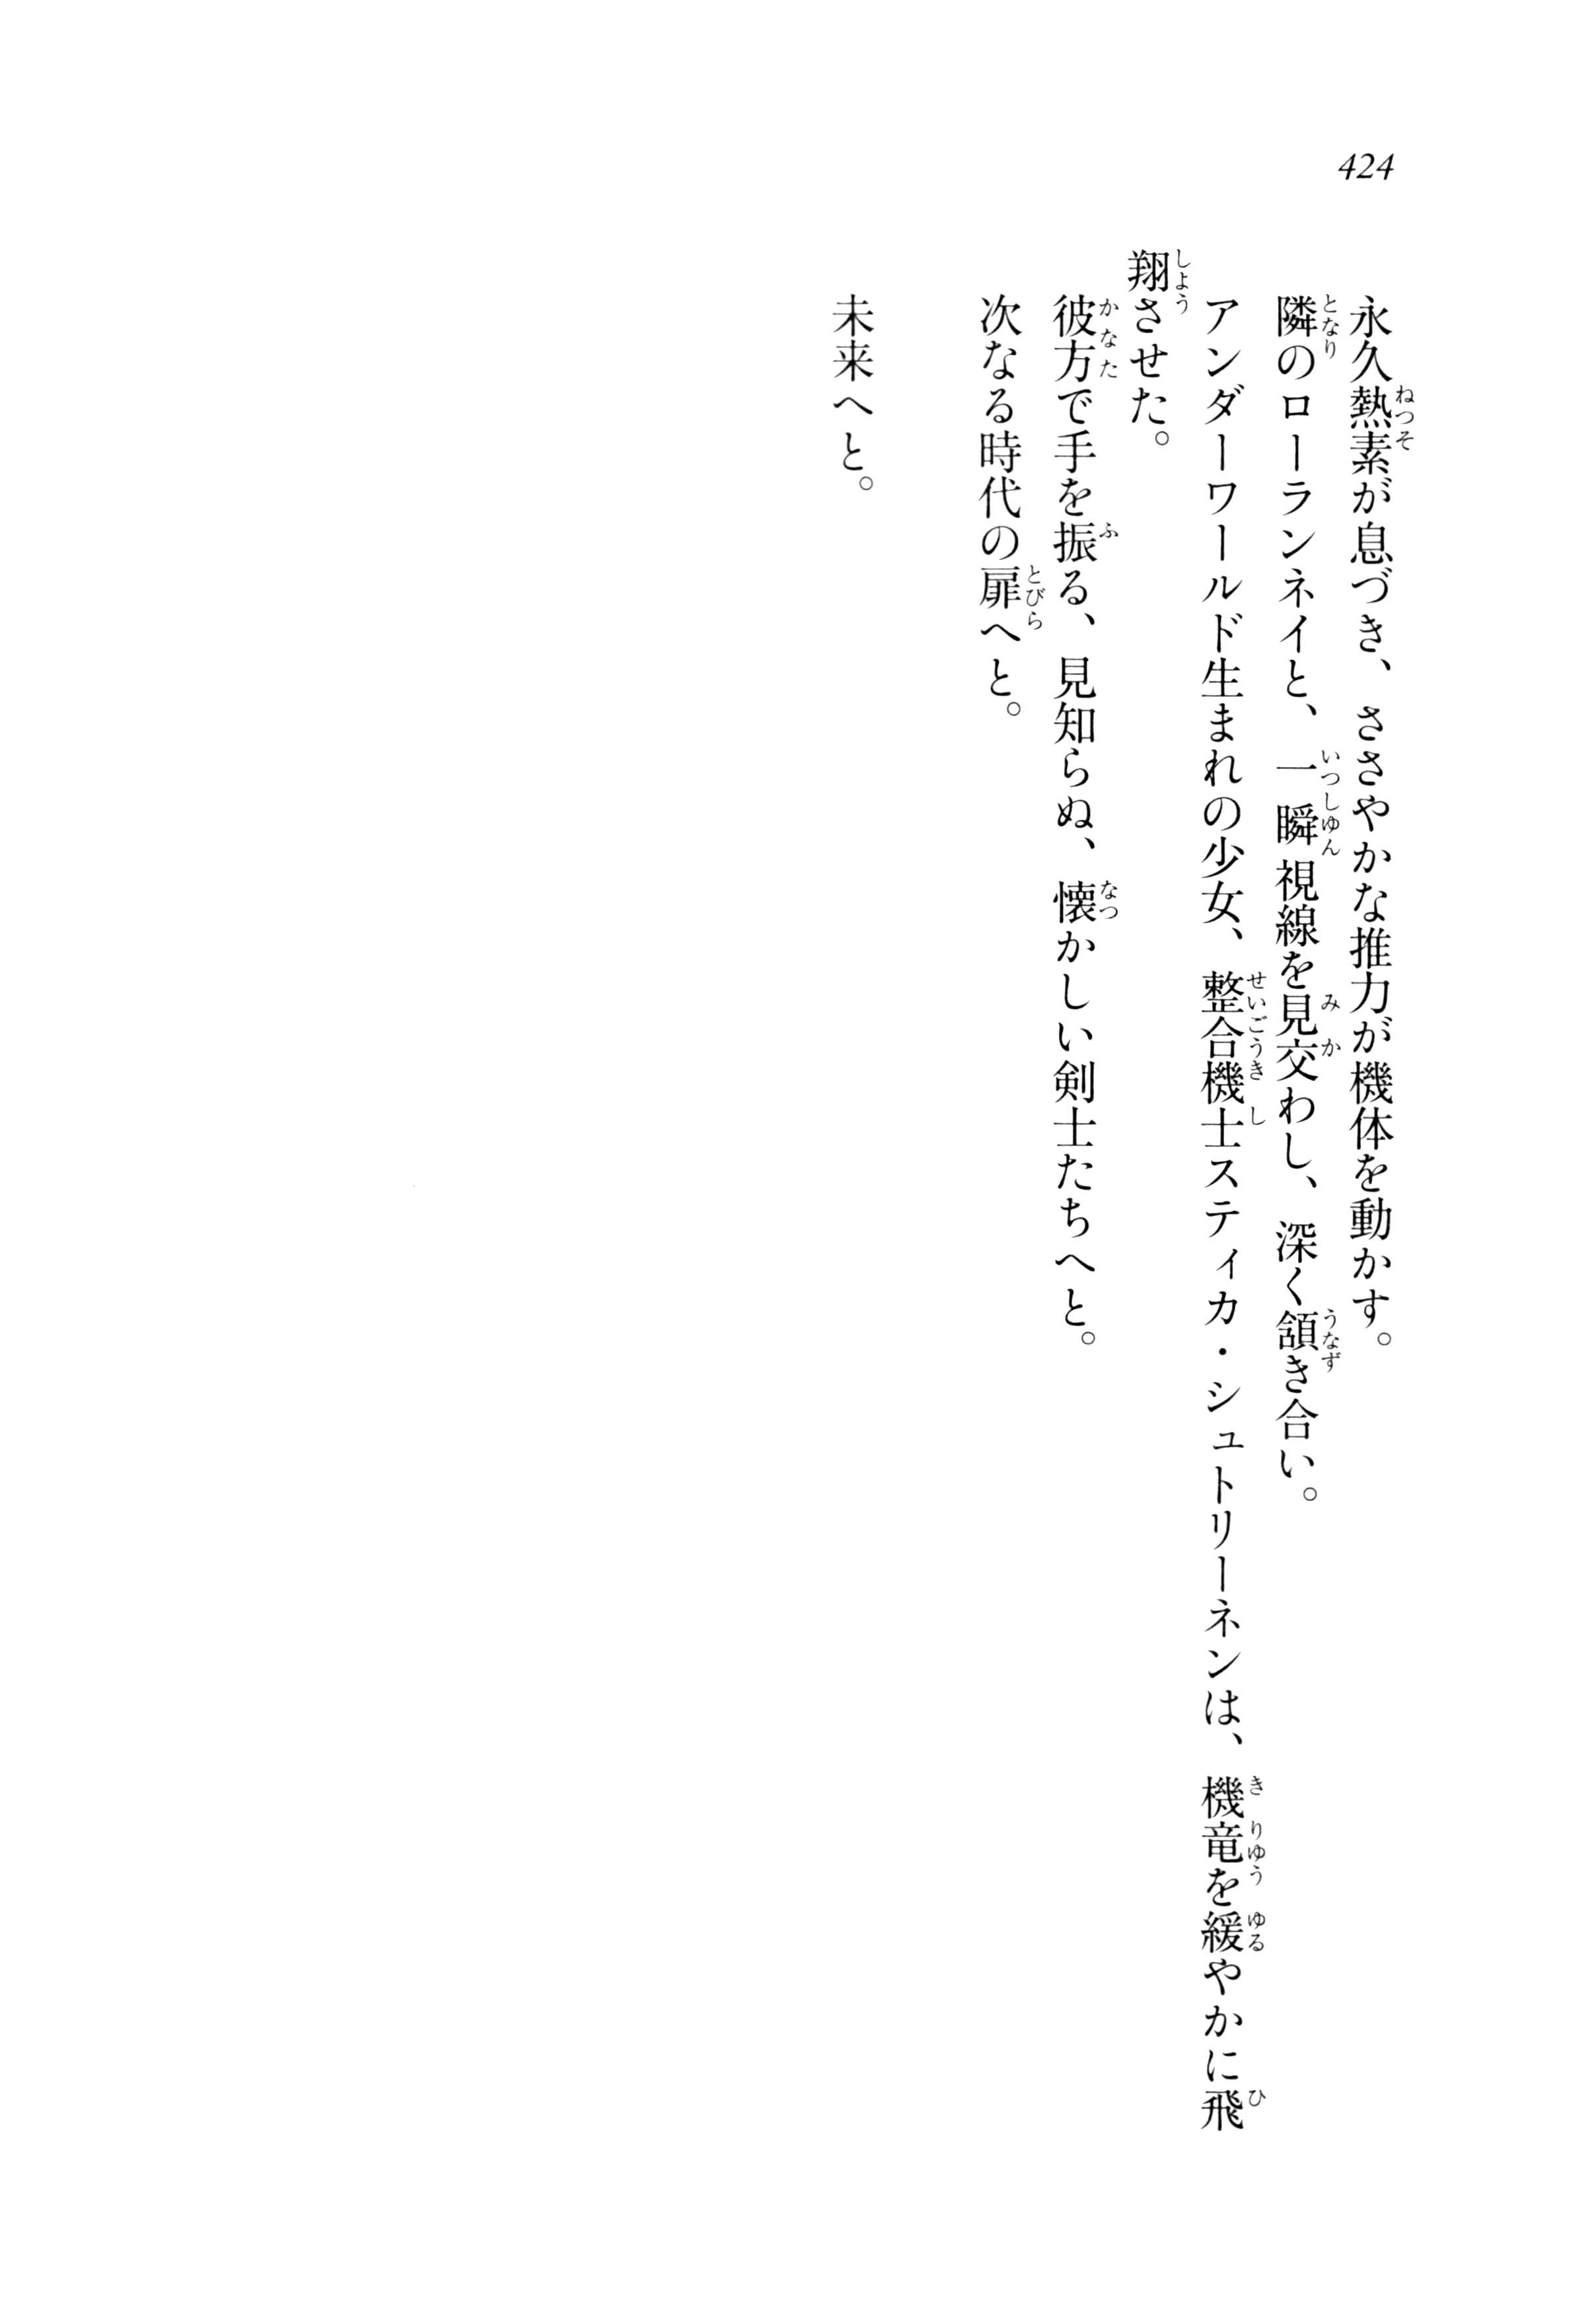 424
永久熱素が息づき、ささやかな推力が機体を動かす。
隣のローランネイと、一瞬視線を見交わし、深く頷き合い。
アンダーワールド生まれの少女、整合機士スティカ・シュトリーネンは、機竜を緩やかに飛
翔させた。
彼方で手を振る、見知らぬ、懐かしい剣士たちへと。
次なる時代の扉へと。
未来へと。